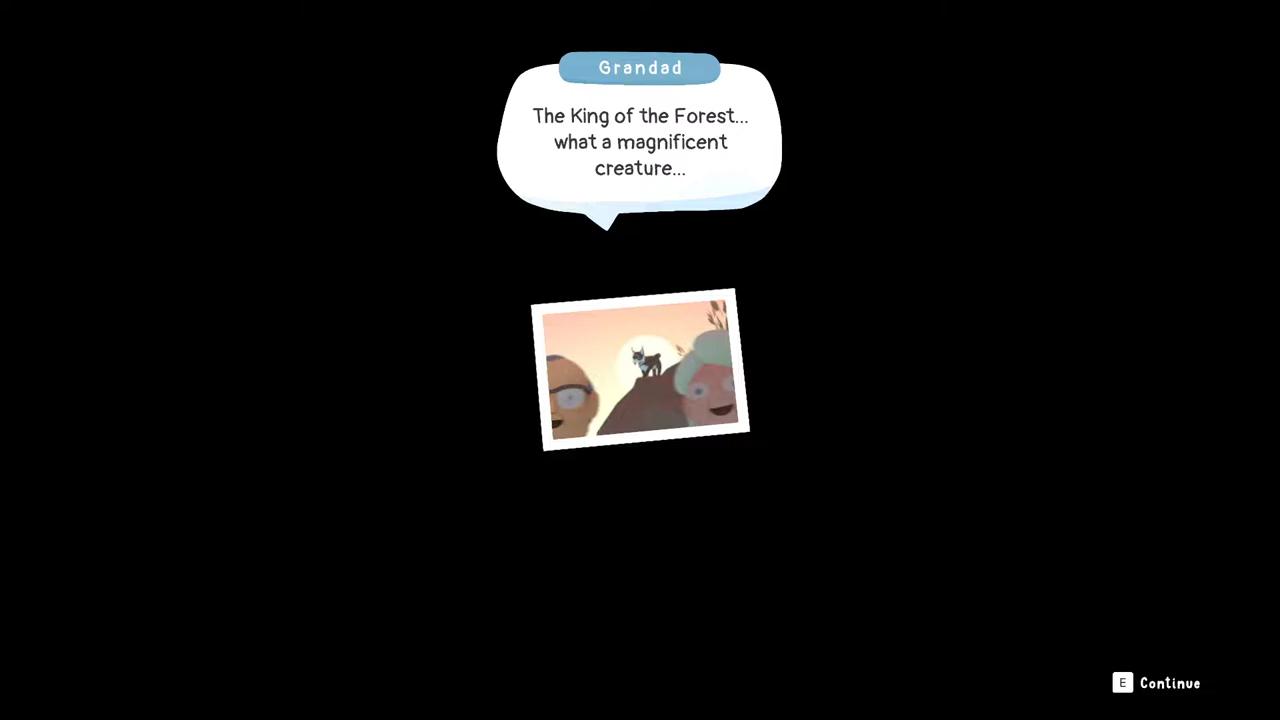 Grandad
The King of the Forest...
what a magnificent
creature...
E Continue